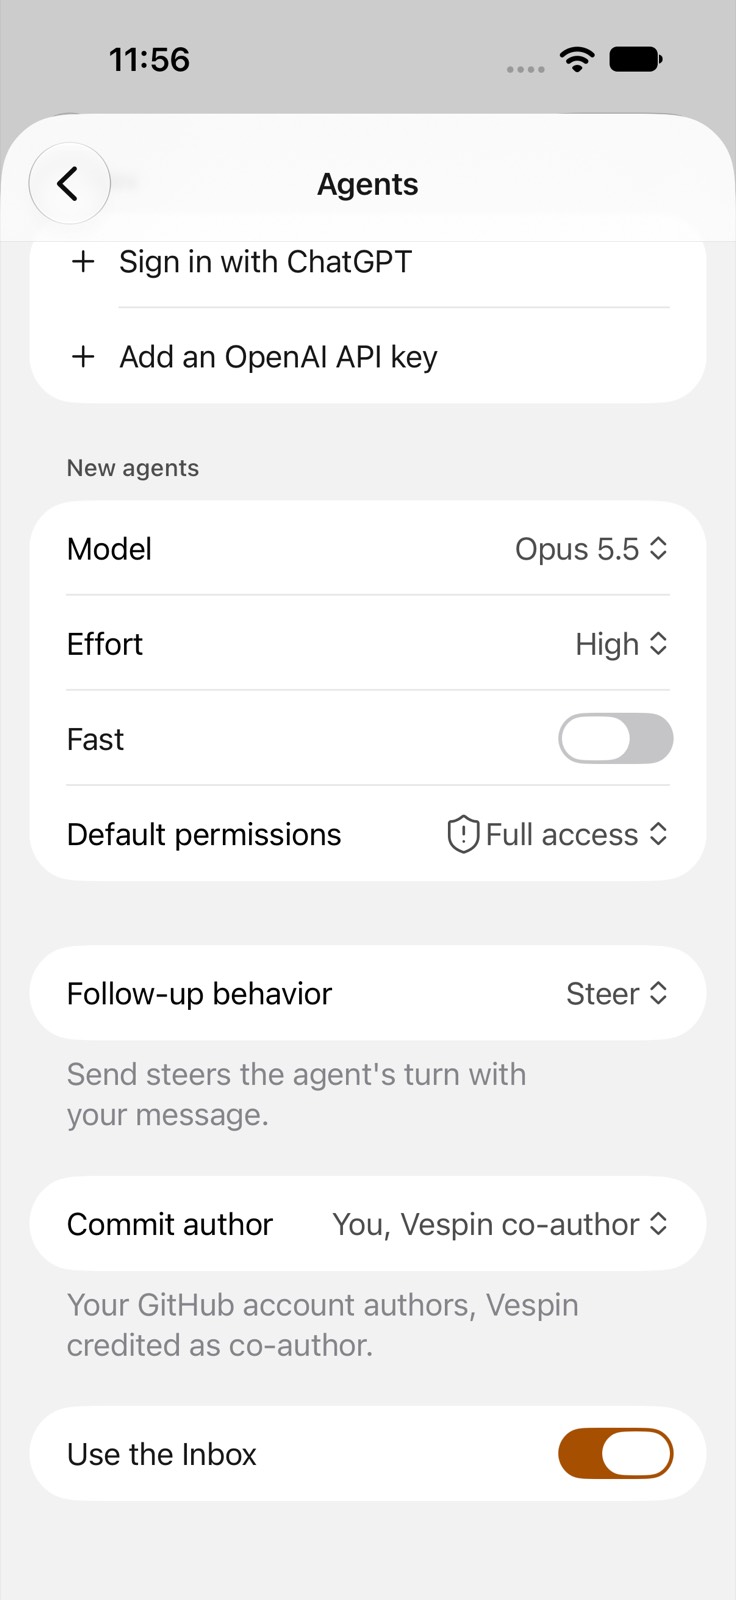 11:56
Agents
Sign in with ChatGPT
Add an OpenAI API key
New agents
Model Opus 5.5
Effort High
Fast
Default permissions Full access
Follow-up behavior Steer
Send steers the agent's turn with
your message.
Commit author You, Vespin co-author
Your GitHub account authors, Vespin
credited as co-author.
Use the Inbox